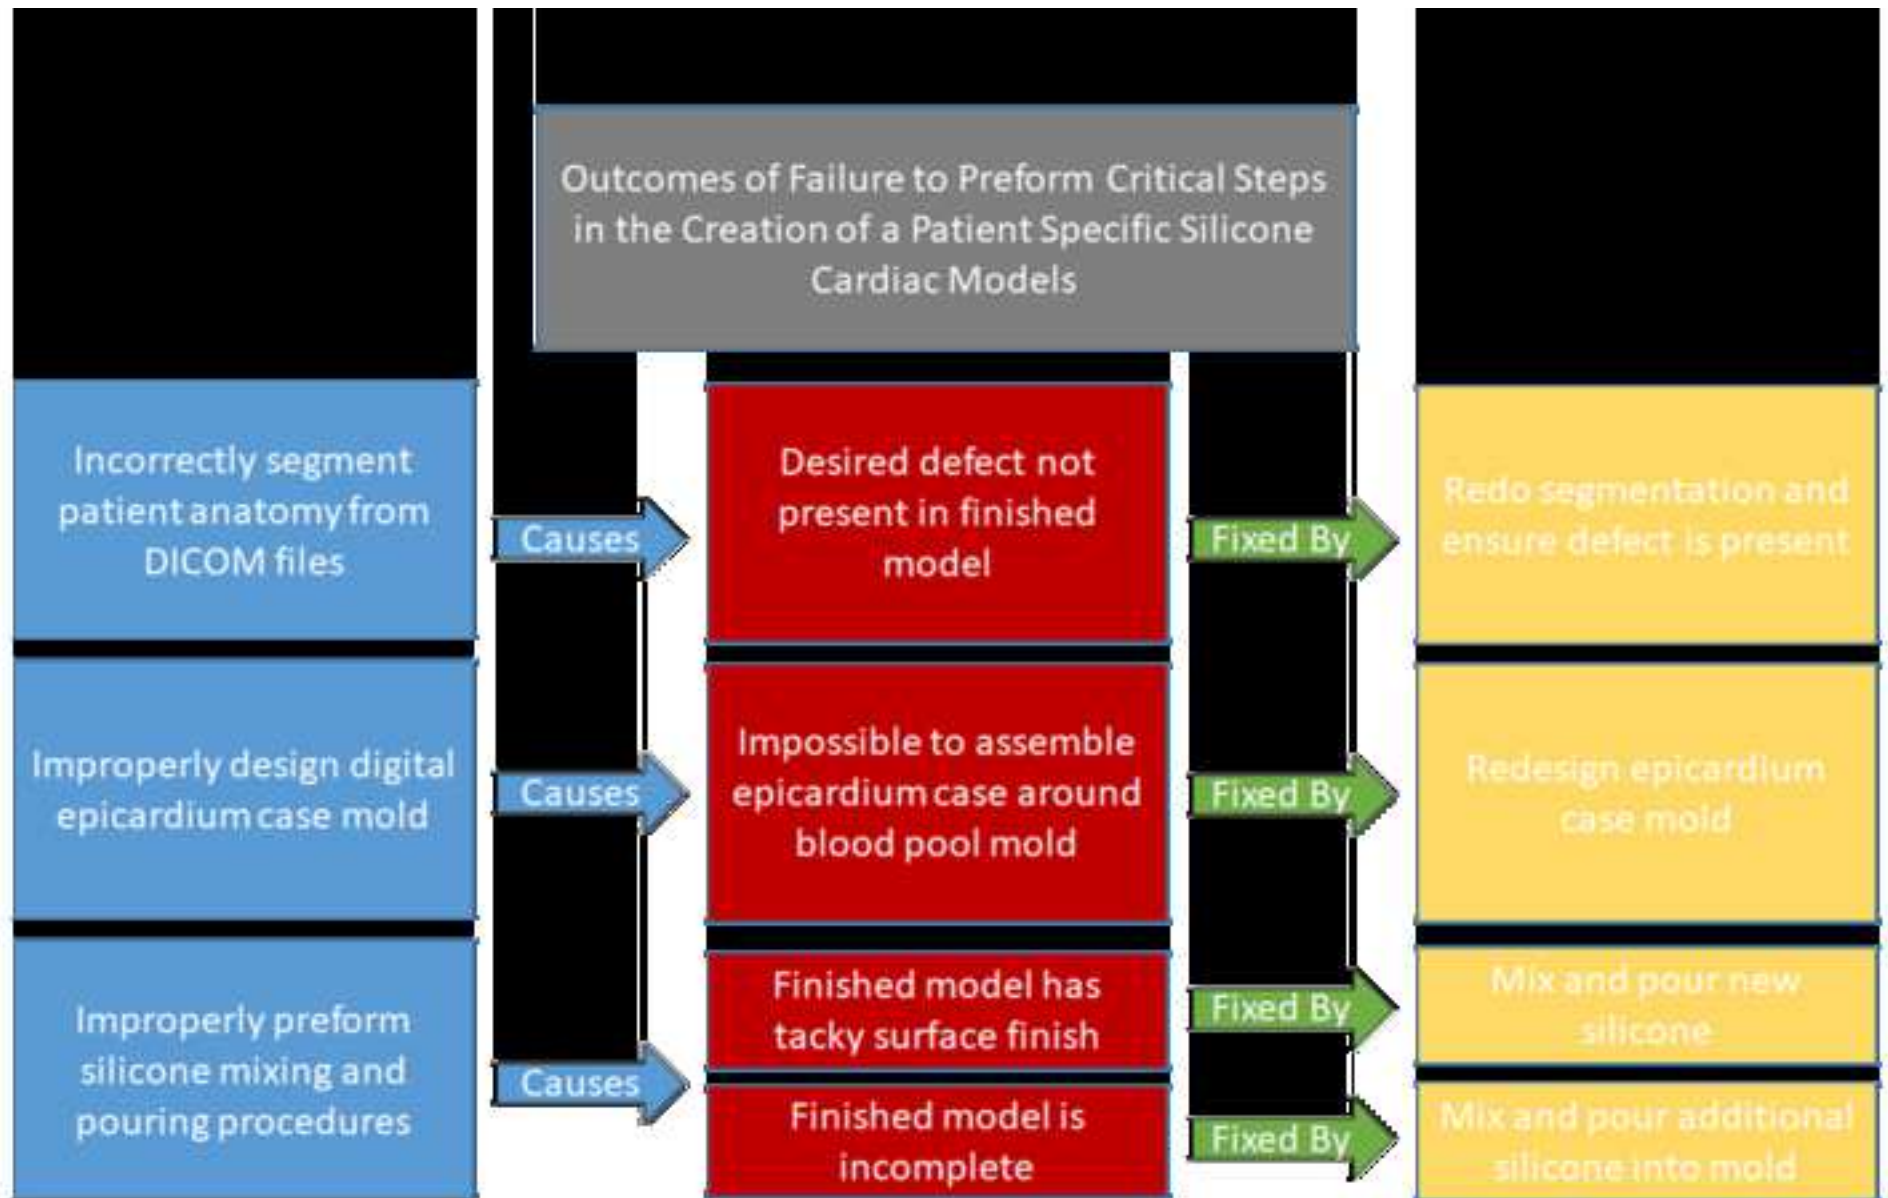 Outcomes of Failure to Preform Critical Steps
in the Creation of a Patient Specific Silicone
Cardiac Models
Incorrectly segment
patient anatomy from
DICOM files
Causes
Desired defect not
present in finished
model
Fixed By
Redo segmentation and
ensure defect is present
Improperly design digital
epicardium case mold
Causes
Impossible to assemble
epicardium case around
blood pool mold
Fixed By
Redesign epicardium
case mold
Improperly preform
silicone mixing and
pouring procedures
Causes
Finished model has
tacky surface finish
Fixed By
Mix and pour new
silicone
Finished model is
incomplete
Fixed By
Mix and pour additional
silicone into mold